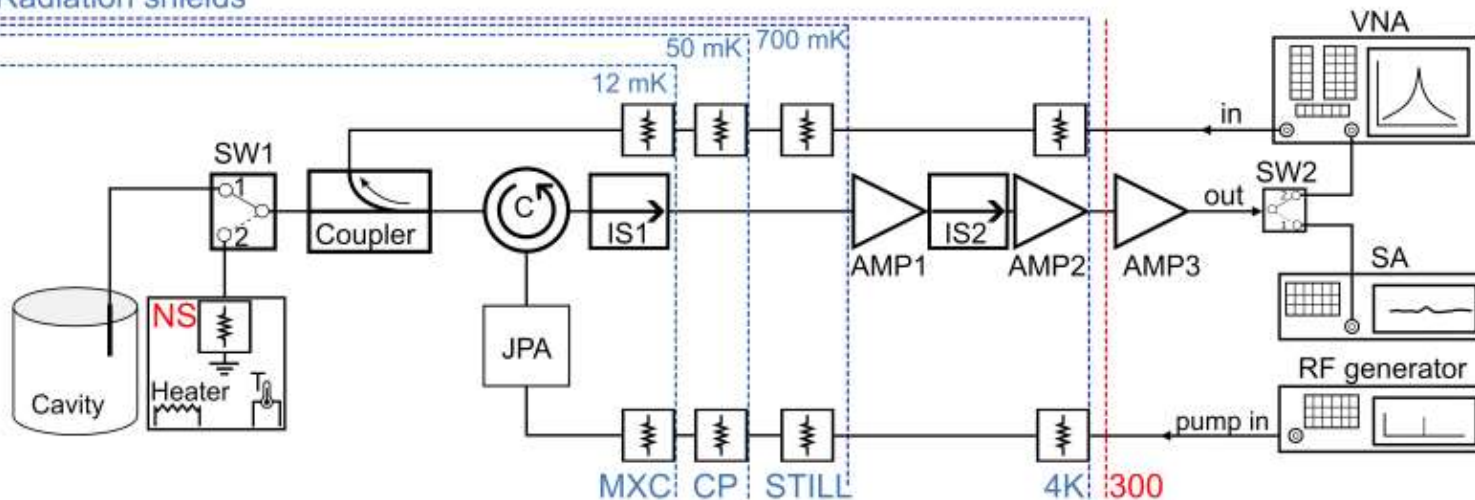 Radiation shields
VNA
50 mK
700 mK
12 mK
in
SW1
SW2
1
2
Coupler
C
IS1
AMP1
IS2
AMP2
AMP3
out
2
1
SA
NS
Heater
T
Cavity
JPA
RF generator
pump in
MXC
CP
STILL
4K
300